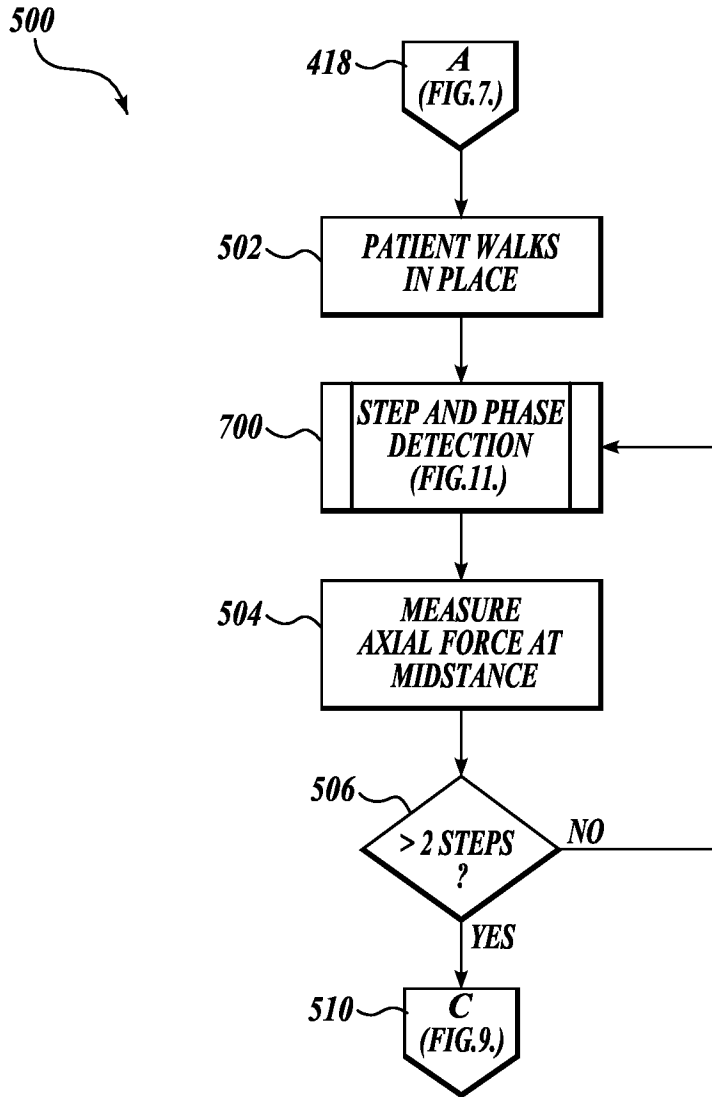 500
418
A
(FIG.7.)
502
PATIENT WALKS
IN PLACE
700
STEP AND PHASE
DETECTION
(FIG.11.)
504
MEASURE
AXIAL FORCE AT
MIDSTANCE
506
> 2 STEPS
?
NO
YES
510
C
(FIG.9.)